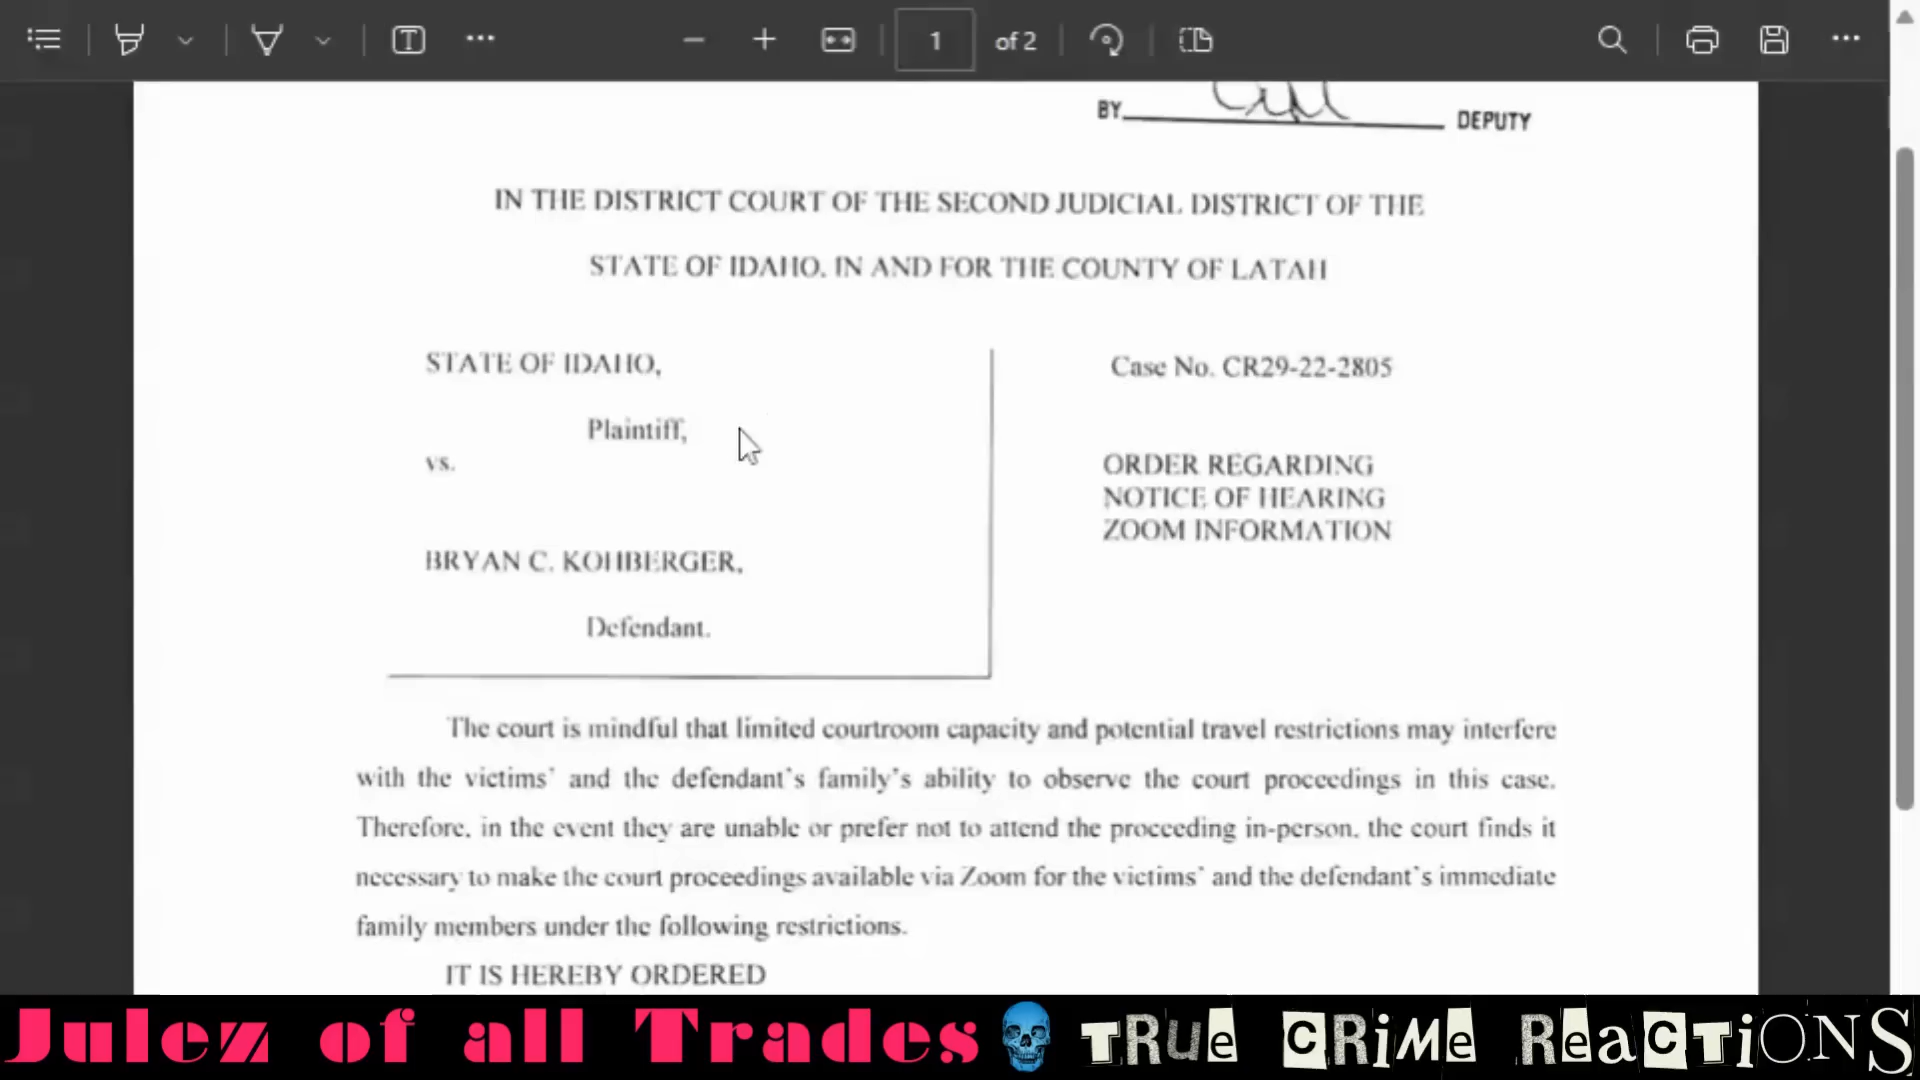 1 of 2
BY DEPUTY
IN THE DISTRICT COURT OF THE SECOND JUDICIAL DISTRICT OF THE
STATE OF IDAHO, IN AND FOR THE COUNTY OF LATAH
STATE OF IDAHO,
Plaintiff,
vs.
BRYAN C. KOHBERGER,
Defendant.
Case No. CR29-22-2805
ORDER REGARDING
NOTICE OF HEARING
ZOOM INFORMATION
The court is mindful that limited courtroom capacity and potential travel restrictions may interfere
with the victims' and the defendant's family's ability to observe the court proceedings in this case.
Therefore, in the event they are unable or prefer not to attend the proceeding in-person, the court finds it
necessary to make the court proceedings available via Zoom for the victims' and the defendant's immediate
family members under the following restrictions.
IT IS HEREBY ORDERED
Julez of all Trades TRUe CRiMe ReaCTiONS